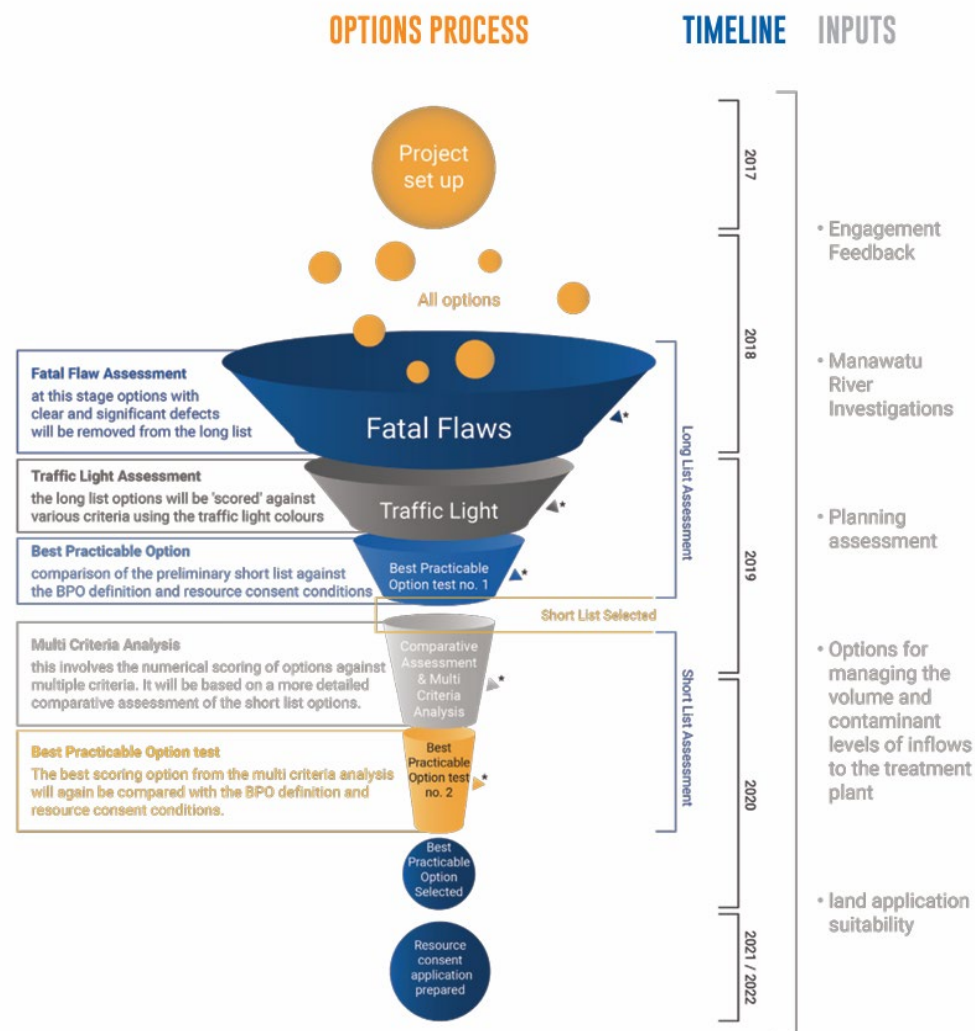 OPTIONS PROCESS
TIMELINE
INPUTS
Project
set up
All options
Fatal Flaw Assessment
at this stage options with
clear and significant defects
will be removed from the long list
Fatal Flaws
*
Traffic Light Assessment
the long list options will be 'scored' against
various criteria using the traffic light colours
Traffic Light
*
Best Practicable Option
comparison of the preliminary short list against
the BPO definition and resource consent conditions
Best Practicable
Option test no. 1
*
Short List Selected
Multi Criteria Analysis
this involves the numerical scoring of options against
multiple criteria. It will be based on a more detailed
comparative assessment of the short list options.
Comparative
Assessment
& Multi
Criteria
Analysis
*
Best Practicable Option test
The best scoring option from the multi criteria analysis
will again be compared with the BPO definition and
resource consent conditions.
Best
Practicable
Option test
no. 2
*
Best
Practicable
Option
Selected
Resource
consent
application
prepared
Long List Assessment
Short List Assessment
2017
2018
2019
2020
2021 / 2022
• Engagement
Feedback
• Manawatu
River
Investigations
• Planning
assessment
• Options for
managing the
volume and
contaminant
levels of inflows
to the treatment
plant
• land application
suitability